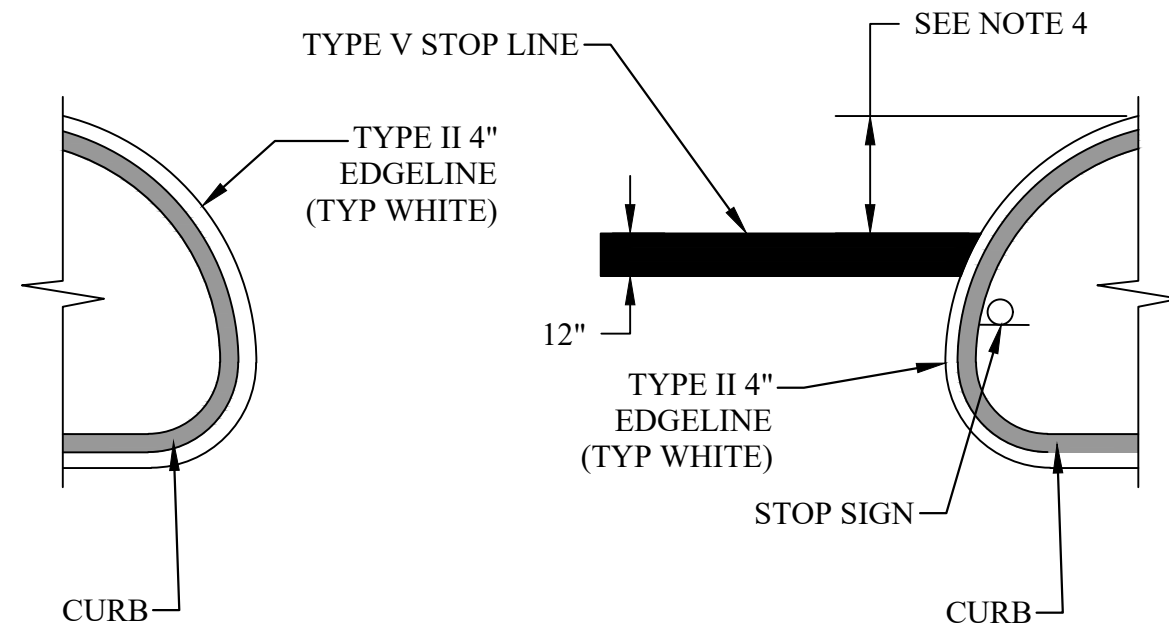 SEE NOTE 4
TYPE V STOP LINE
TYPE II 4"
EDGELINE
(TYP WHITE)
12"
TYPE II 4"
EDGELINE
(TYP WHITE)
STOP SIGN
CURB
CURB